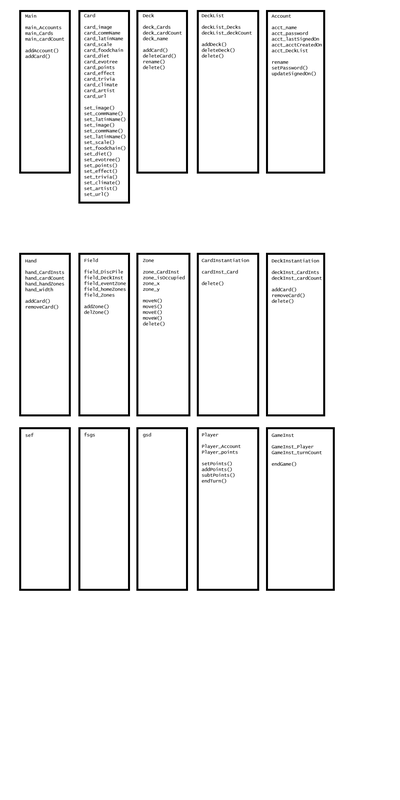 Main
main_Accounts
main_Cards
main_cardCount
addAccount()
addCard()
Card
card_image
card_commName
card_latinName
card_scale
card_foodchain
card_diet
card_evotree
card_points
card_effect
card_trivia
card_climate
card_artist
card_url
set_image()
set_commName()
set_latinName()
set_image()
set_commName()
set_latinName()
set_scale()
set_foodchain()
set_diet()
set_evotree()
set_points()
set_effect()
set_trivia()
set_climate()
set_artist()
set_url()
Deck
deck_Cards
deck_cardCount
deck_name
addCard()
deleteCard()
rename()
delete()
DeckList
deckList_Decks
deckList_deckCount
addDeck()
deleteDeck()
delete()
Account
acct_name
acct_password
acct_lastSignedOn
acct_acctCreatedOn
acct_DeckList
rename
setPassword()
updateSignedOn()
Hand
hand_CardInsts
hand_cardCount
hand_handZones
hand_width
addCard()
removeCard()
Field
field_DiscPile
field_DeckInst
field_eventZone
field_homeZones
field_Zones
addZone()
delZone()
Zone
zone_CardInst
zone_isOccupied
zone_x
zone_y
moveN()
moveS()
moveE()
moveW()
delete()
CardInstantiation
cardInst_Card
delete()
DeckInstantiation
deckInst_CardInts
deckInst_cardCount
addCard()
removeCard()
delete()
sef
fsgs
gsd
Player
Player_Account
Player_points
setPoints()
addPoints()
subtPoints()
endTurn()
GameInst
GameInst_Player
GameInst_turnCount
endGame()